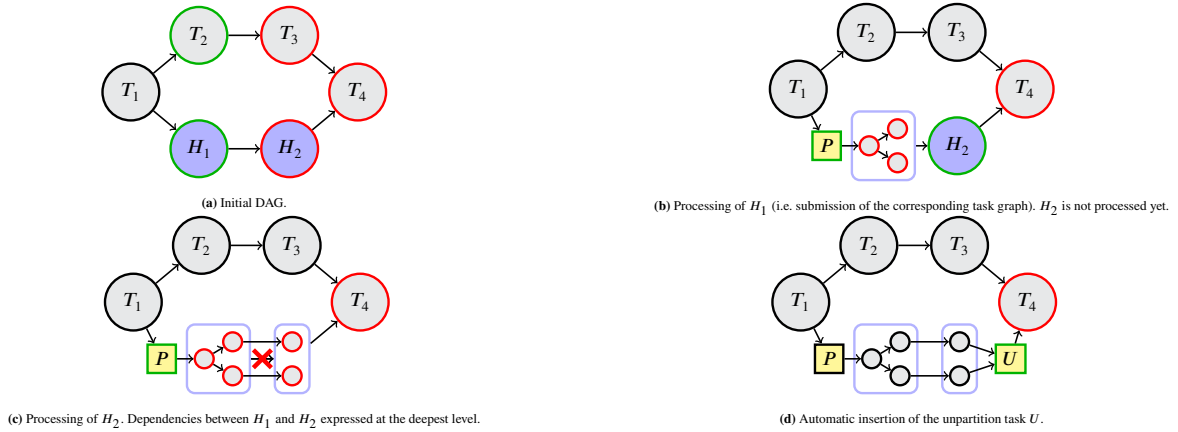 T1 T2 T3 T4 H1 H2
(a) Initial DAG.
T1 T2 T3 T4 P H2
(b) Processing of H1 (i.e. submission of the corresponding task graph). H2 is not processed yet.
T1 T2 T3 T4 P
(c) Processing of H2. Dependencies between H1 and H2 expressed at the deepest level.
T1 T2 T3 T4 P U
(d) Automatic insertion of the unpartition task U.